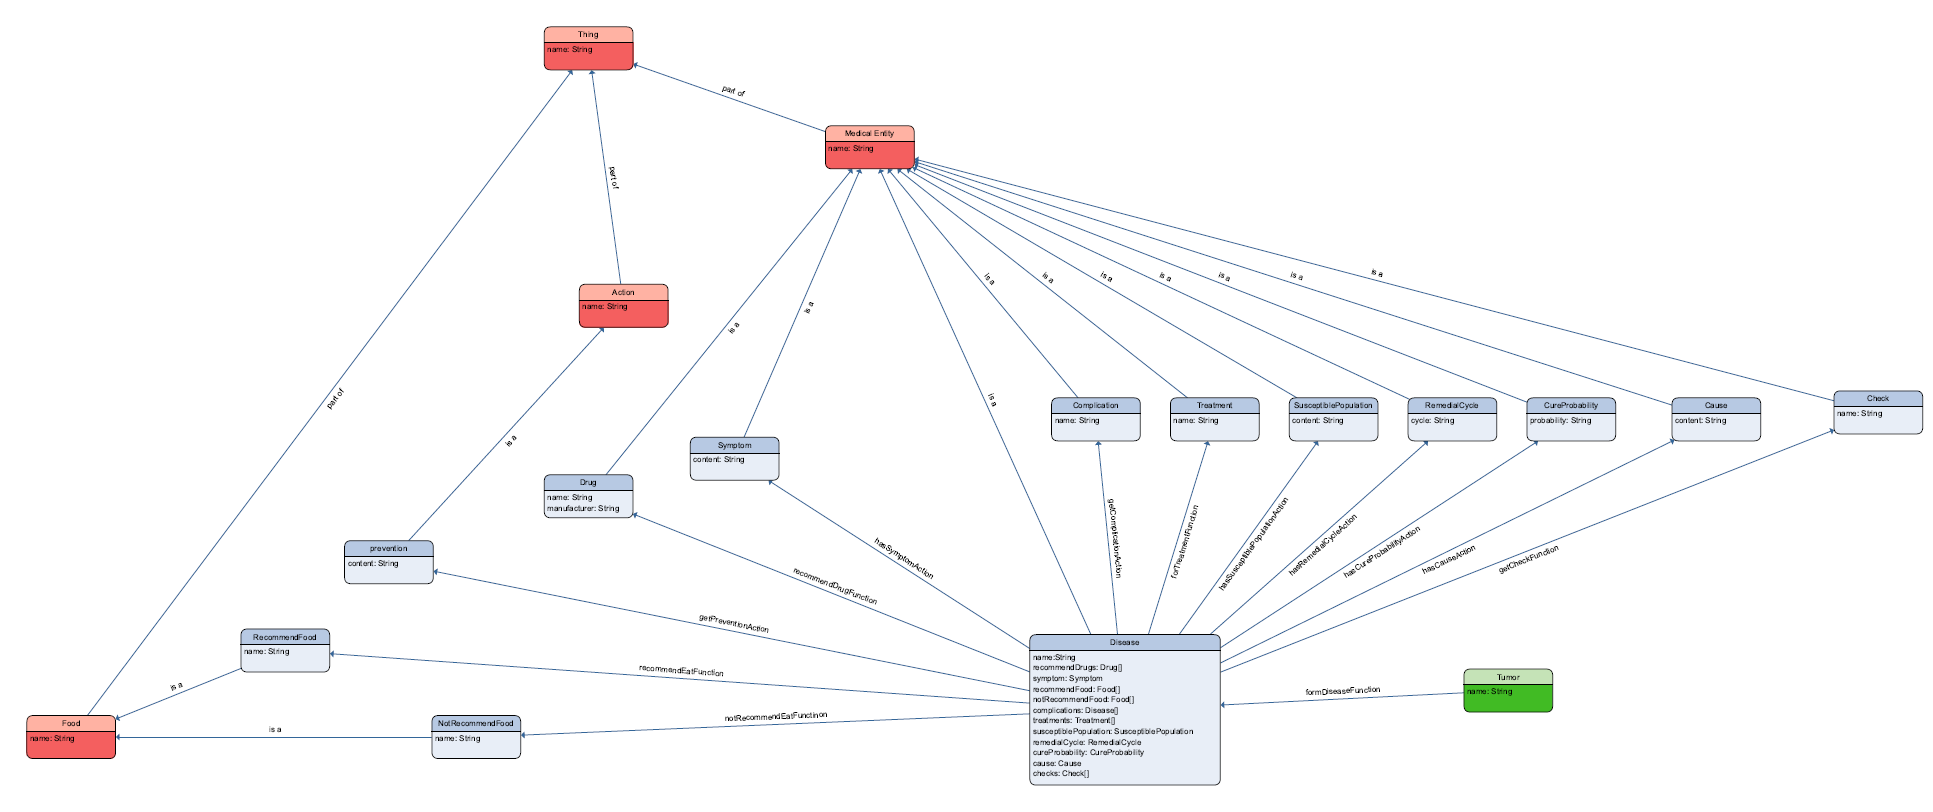 Thing
name: String
part of
Medical Entity
name: String
part of
Action
name: String
part of
is a
is a
is a
is a
is a
is a
is a
is a
is a
is a
is a
is a
Complication
name: String
Treatment
name: String
SusceptiblePopulation
content: String
RemedialCycle
cycle: String
CureProbability
probability: String
Cause
content: String
Check
name: String
Symptom
content: String
Drug
name: String
manufacturer: String
prevention
content: String
getComplicationAction
forTreatmentFunction
hasSusceptiblePopulationAction
hasRemedialCycleAction
hasCureProbabilityAction
hasCauseAction
getCheckFunction
hasSymptomAction
recommendDrugFunction
getPreventionAction
recommendEatFunction
notRecommendEatFunctinon
RecommendFood
name: String
is a
Food
name: String
is a
NotRecommendFood
name: String
Disease
name:String
recommendDrugs: Drug[]
symptom: Symptom
recommendFood: Food[]
notRecommendFood: Food[]
complications: Disease[]
treatments: Treatment[]
susceptiblePopulation: SusceptiblePopulation
remedialCycle: RemedialCycle
cureProbability: CureProbability
cause: Cause
checks: Check[]
formDiseaseFunction
Tumor
name: String